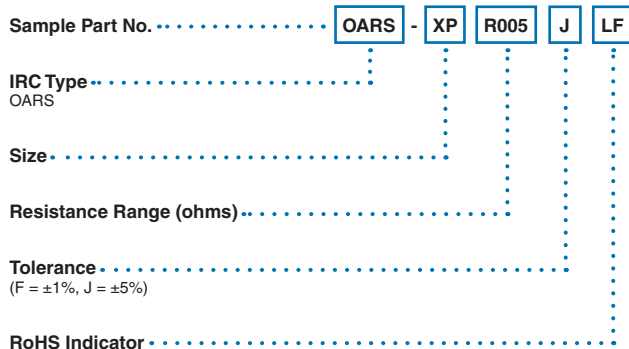 Sample Part No. OARS - XP R005 J LF
IRC Type
OARS
Size
Resistance Range (ohms)
Tolerance
(F = ±1%, J = ±5%)
RoHS Indicator